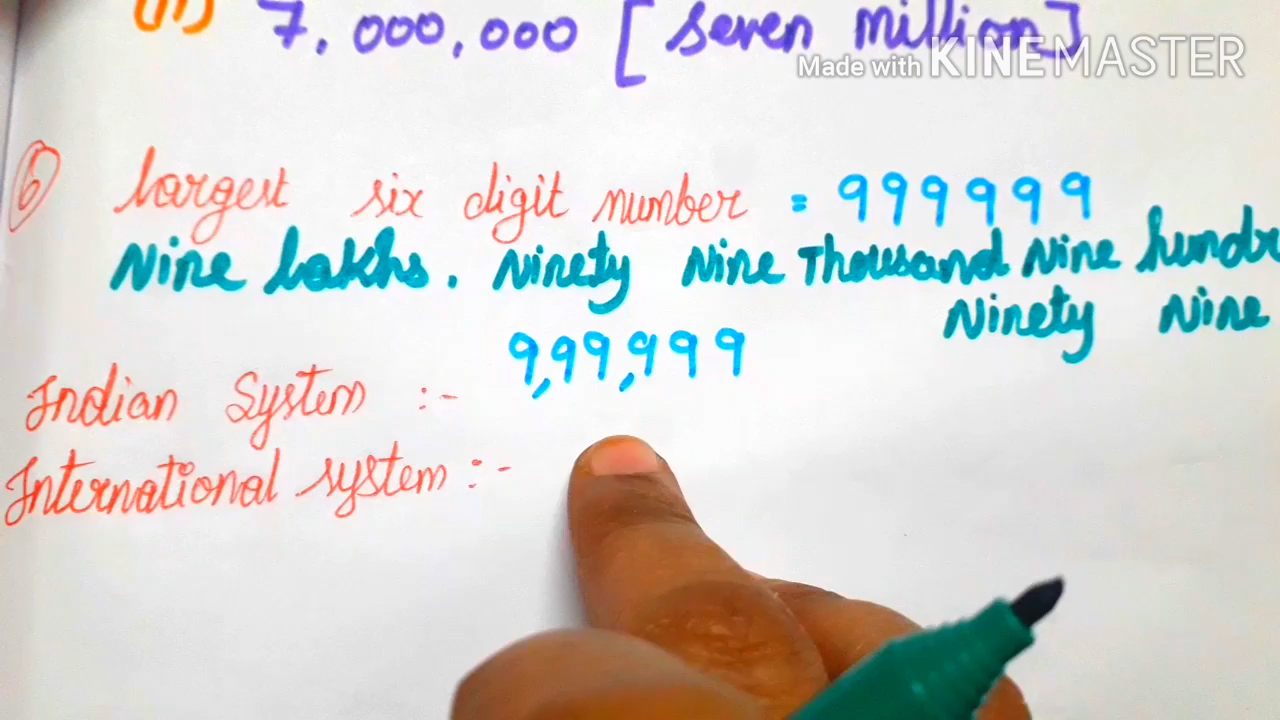 7,000,000 [seven million]
Made with KINEMASTER
6 largest six digit number = 999999
Nine lakhs. Ninety Nine Thousand Nine hundre
Ninety Nine
9,99,999
Indian System :-
International system :-